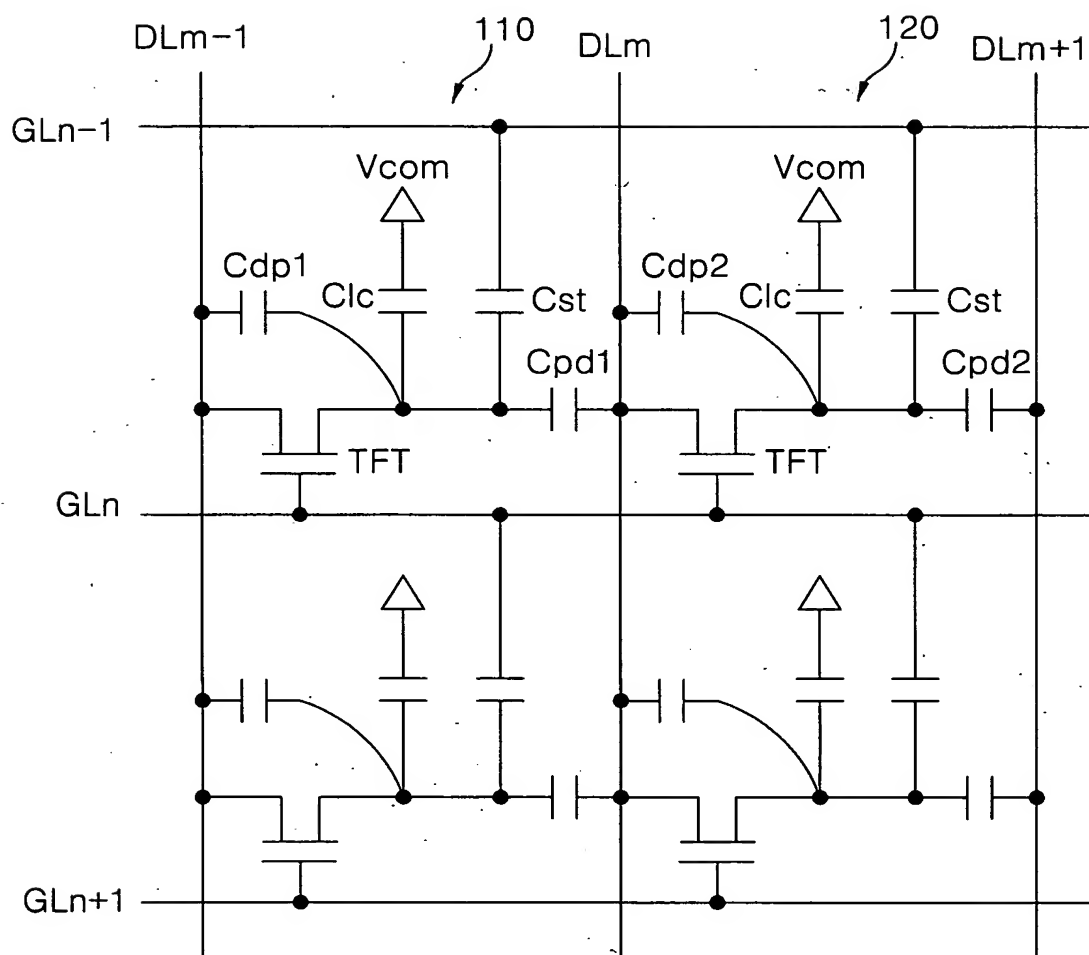 DLm-1
110
DLm
120
DLm+1
GLn-1
Vcom
Vcom
Cdp1
Clc
Cst
Cdp2
Clc
Cst
Cpd1
Cpd2
TFT
TFT
GLn
GLn+1